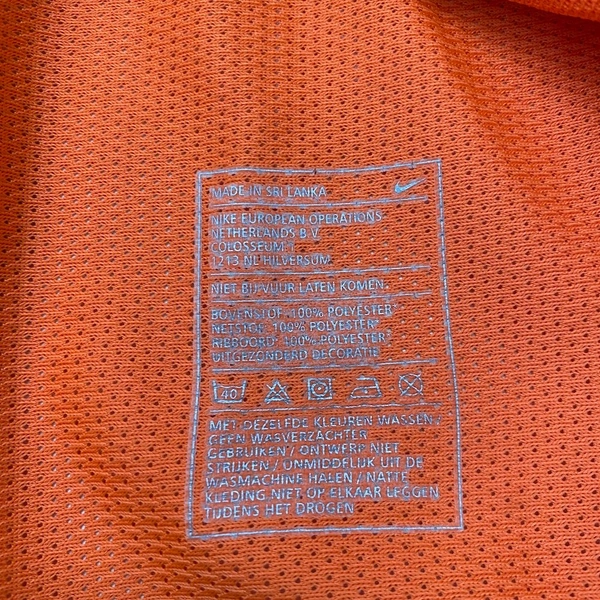 MADE IN SRI LANKA
NIKE EUROPEAN OPERATIONS
NETHERLANDS B.V.
COLOSSEUM 1
1213 NL HILVERSUM
NIET BIJ VUUR LATEN KOMEN.
BOVENSTOF 100% POLYESTER*
NETSTOF 100% POLYESTER*
RIBBOORD 100% POLYESTER*
UITGEZONDERD DECORATIE
40
MET DEZELFDE KLEUREN WASSEN /
GEEN WASVERZACHTER
GEBRUIKEN / ONTWERP NIET
STRIJKEN / ONMIDDELIJK UIT DE
WASMACHINE HALEN / NATTE
KLEDING NIET OP ELKAAR LEGGEN
TIJDENS HET DROGEN